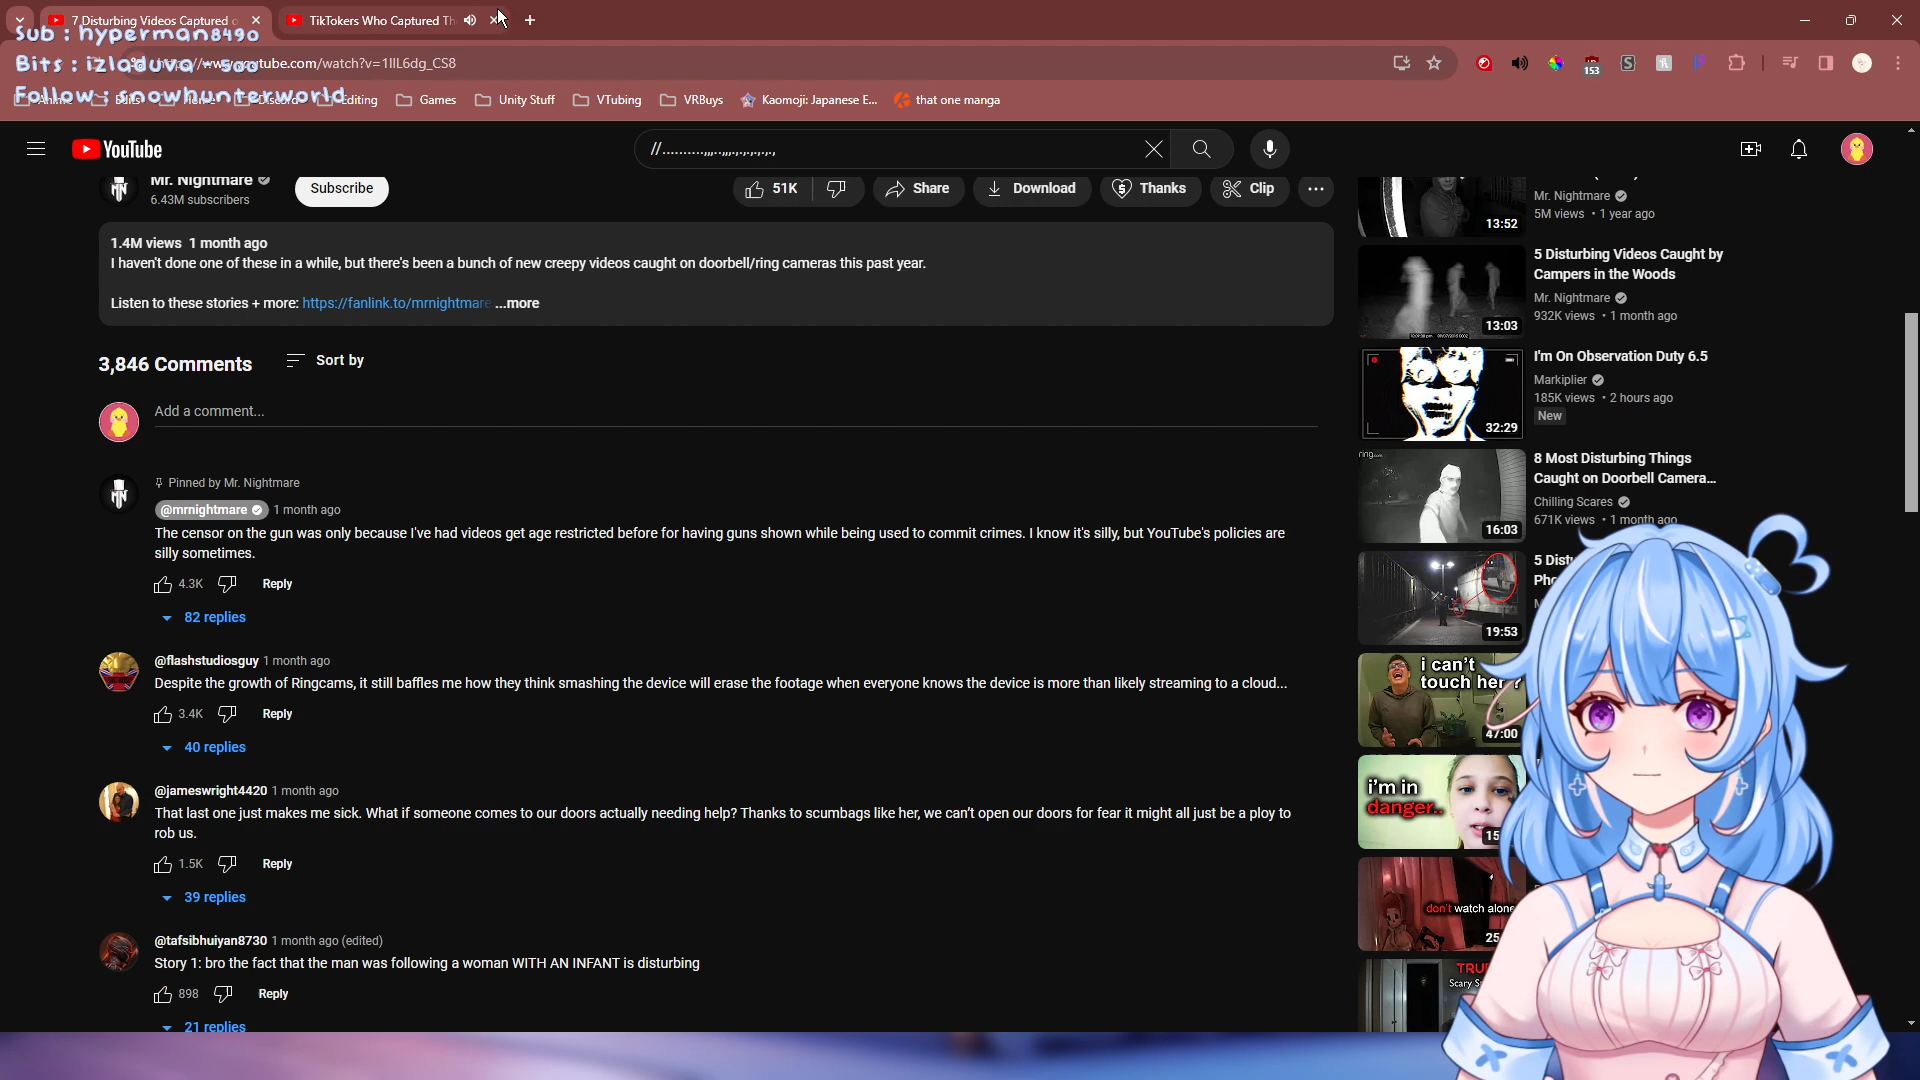 7 Disturbing Videos Captured o
TikTokers Who Captured Th
Sub : hyperman8490
Bits : izladuva - 500
Follow : snowhunterworld
tube.com/watch?v=1lIL6dg_CS8
153
Editing
Games
Unity Stuff
VTubing
VRBuys
Kaomoji: Japanese E...
that one manga
YouTube
Mr. Nightmare
6.43M subscribers
Subscribe
51K
Share
Download
Thanks
Clip
1.4M views 1 month ago
I haven't done one of these in a while, but there's been a bunch of new creepy videos caught on doorbell/ring cameras this past year.
Listen to these stories + more: https://fanlink.to/mrnightmare ...more
3,846 Comments
Sort by
Add a comment...
Pinned by Mr. Nightmare
@mrnightmare 1 month ago
The censor on the gun was only because I've had videos get age restricted before for having guns shown while being used to commit crimes. I know it's silly, but YouTube's policies are
silly sometimes.
4.3K
Reply
82 replies
@flashstudiosguy 1 month ago
Despite the growth of Ringcams, it still baffles me how they think smashing the device will erase the footage when everyone knows the device is more than likely streaming to a cloud...
3.4K
Reply
40 replies
@jameswright4420 1 month ago
That last one just makes me sick. What if someone comes to our doors actually needing help? Thanks to scumbags like her, we can't open our doors for fear it might all just be a ploy to
rob us.
1.5K
Reply
39 replies
@tafsibhuiyan8730 1 month ago (edited)
Story 1: bro the fact that the man was following a woman WITH AN INFANT is disturbing
898
Reply
21 replies
13:52
Mr. Nightmare
5M views • 1 year ago
13:03
5 Disturbing Videos Caught by
Campers in the Woods
Mr. Nightmare
932K views • 1 month ago
32:29
I'm On Observation Duty 6.5
Markiplier
185K views • 2 hours ago
New
16:03
8 Most Disturbing Things
Caught on Doorbell Camera...
Chilling Scares
671K views • 1 month ago
19:53
5 Dist
Pho
i can't
touch her
47:00
i'm in
danger..
15
don't watch alone
25
TRU
Scary S